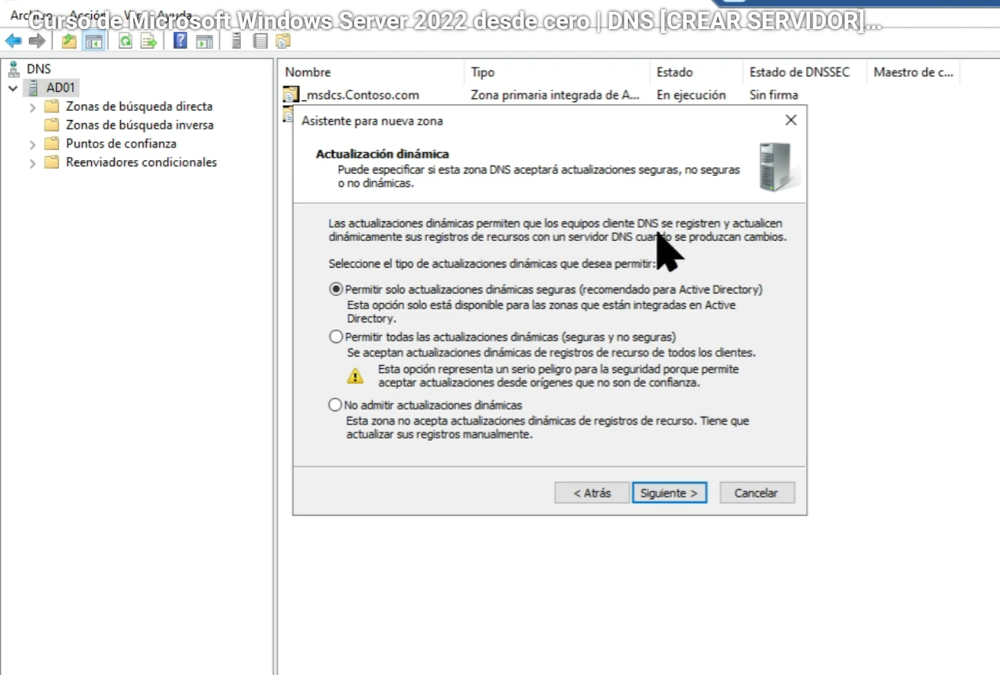 Curso de Microsoft Windows Server 2022 desde cero | DNS [CREAR SERVIDOR]...
Archivo Acción Ver Ayuda
DNS
AD01
Zonas de búsqueda directa
Zonas de búsqueda inversa
Puntos de confianza
Reenviadores condicionales
Nombre Tipo Estado Estado de DNSSEC Maestro de c...
_msdcs.Contoso.com Zona primaria integrada de A... En ejecución Sin firma
Asistente para nueva zona
Actualización dinámica
Puede especificar si esta zona DNS aceptará actualizaciones seguras, no seguras
o no dinámicas.
Las actualizaciones dinámicas permiten que los equipos cliente DNS se registren y actualicen
dinámicamente sus registros de recursos con un servidor DNS cuando se produzcan cambios.
Seleccione el tipo de actualizaciones dinámicas que desea permitir:
Permitir solo actualizaciones dinámicas seguras (recomendado para Active Directory)
Esta opción solo está disponible para las zonas que están integradas en Active
Directory.
Permitir todas las actualizaciones dinámicas (seguras y no seguras)
Se aceptan actualizaciones dinámicas de registros de recurso de todos los clientes.
Esta opción representa un serio peligro para la seguridad porque permite
aceptar actualizaciones desde orígenes que no son de confianza.
No admitir actualizaciones dinámicas
Esta zona no acepta actualizaciones dinámicas de registros de recurso. Tiene que
actualizar sus registros manualmente.
< Atrás
Siguiente >
Cancelar